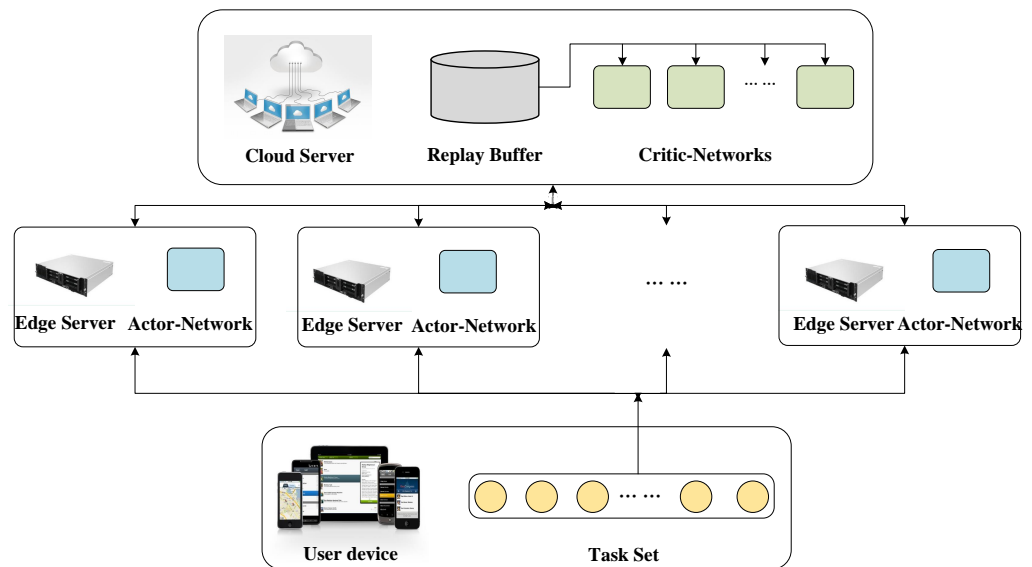 ... ...
Cloud Server Replay Buffer Critic-Networks
... ...
Edge Server Actor-Network Edge Server Actor-Network Edge Server Actor-Network
... ...
User device Task Set